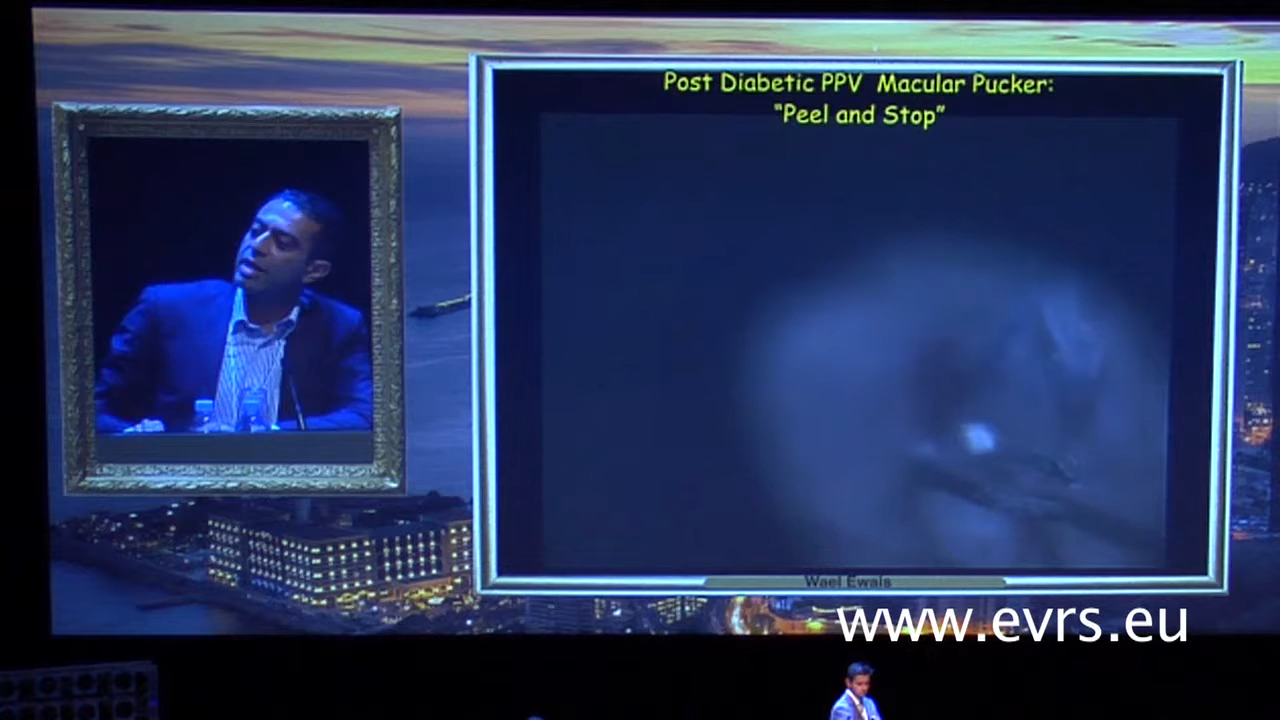 Post Diabetic PPV Macular Pucker:
"Peel and Stop"
Wael Ewais
www.evrs.eu